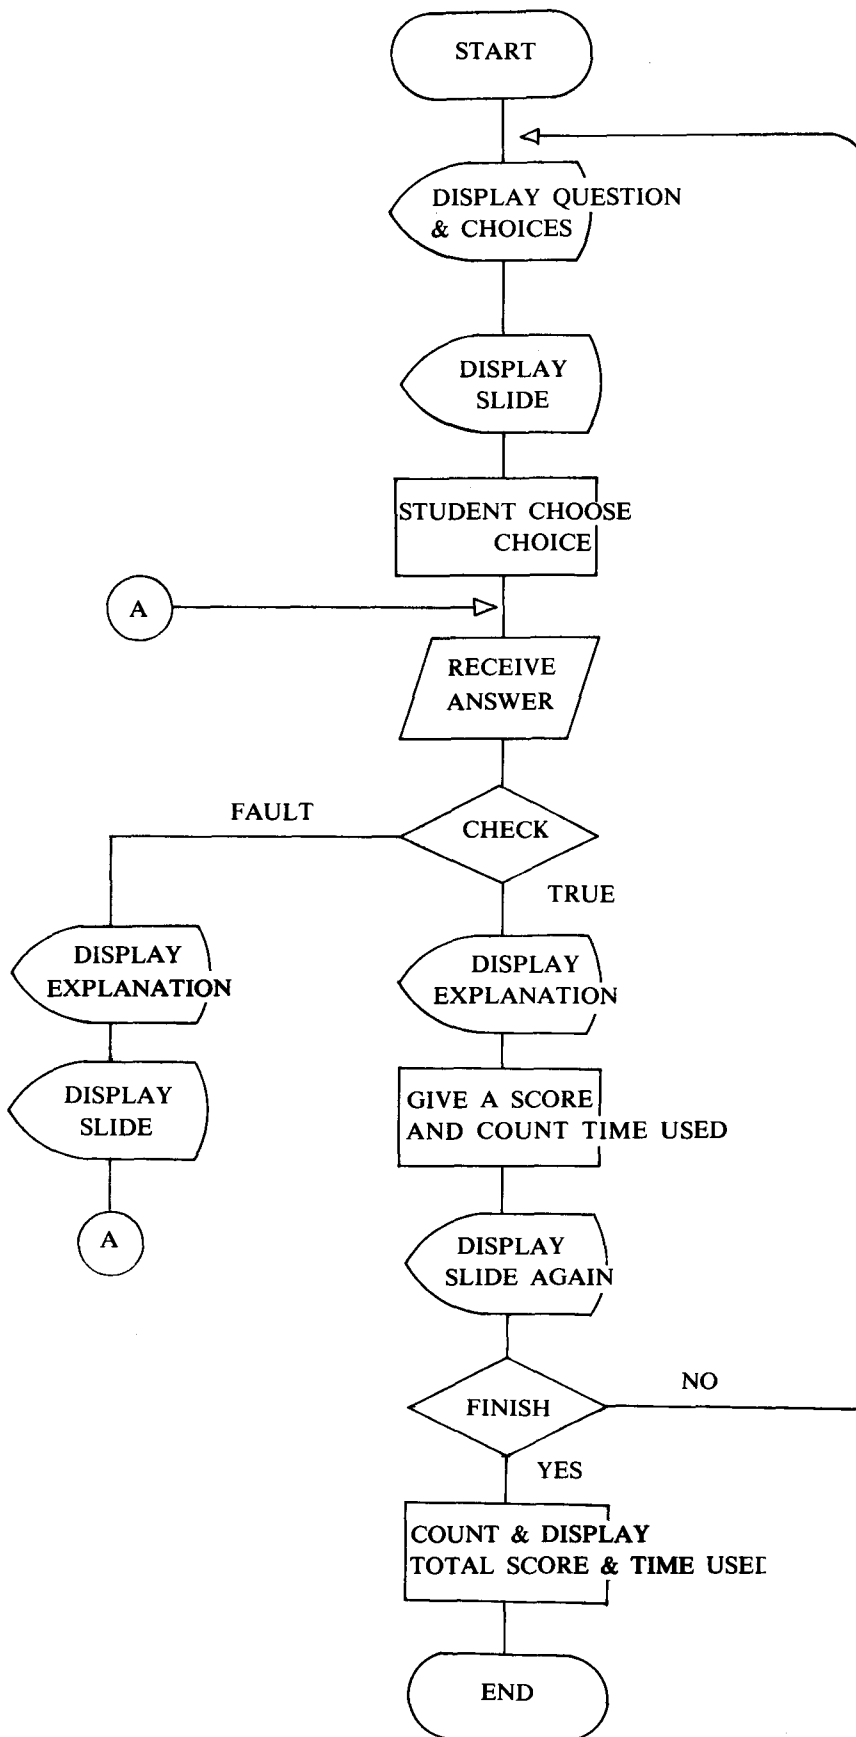 START
DISPLAY QUESTION
& CHOICES
DISPLAY
SLIDE
STUDENT CHOOSE
CHOICE
A
RECEIVE
ANSWER
FAULT
CHECK
TRUE
DISPLAY
EXPLANATION
DISPLAY
EXPLANATION
DISPLAY
SLIDE
GIVE A SCORE
AND COUNT TIME USED
A
DISPLAY
SLIDE AGAIN
FINISH
NO
YES
COUNT & DISPLAY
TOTAL SCORE & TIME USED
END